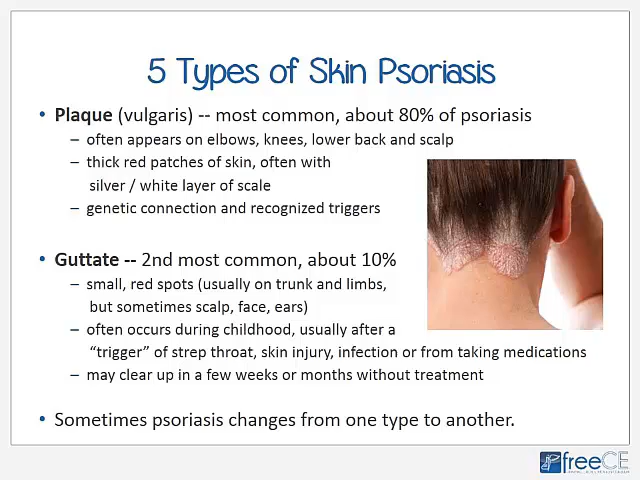 5 Types of Skin Psoriasis
• Plaque (vulgaris) -- most common, about 80% of psoriasis
– often appears on elbows, knees, lower back and scalp
– thick red patches of skin, often with
silver / white layer of scale
– genetic connection and recognized triggers
• Guttate -- 2nd most common, about 10%
– small, red spots (usually on trunk and limbs,
but sometimes scalp, face, ears)
– often occurs during childhood, usually after a
“trigger” of strep throat, skin injury, infection or from taking medications
– may clear up in a few weeks or months without treatment
• Sometimes psoriasis changes from one type to another.
freeCE